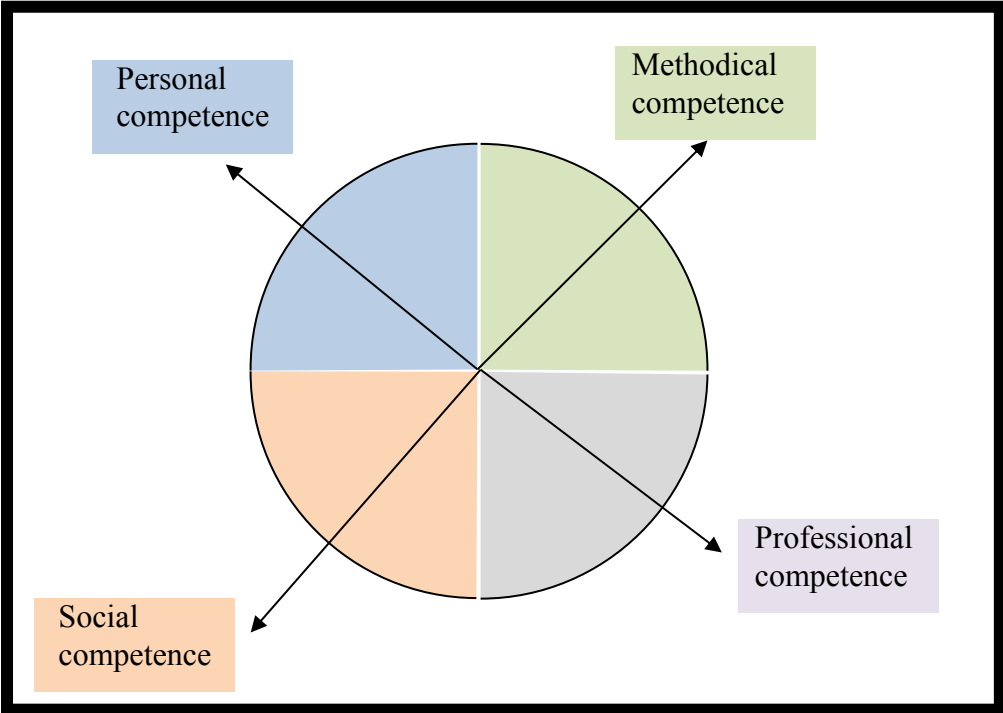 Personal
competence
Methodical
competence
Professional
competence
Social
competence